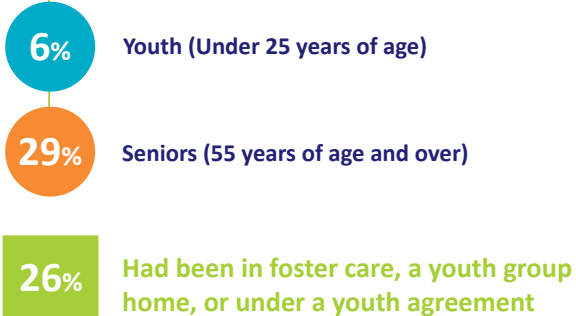 6%
Youth (Under 25 years of age)
29%
Seniors (55 years of age and over)
26%
Had been in foster care, a youth group
home, or under a youth agreement